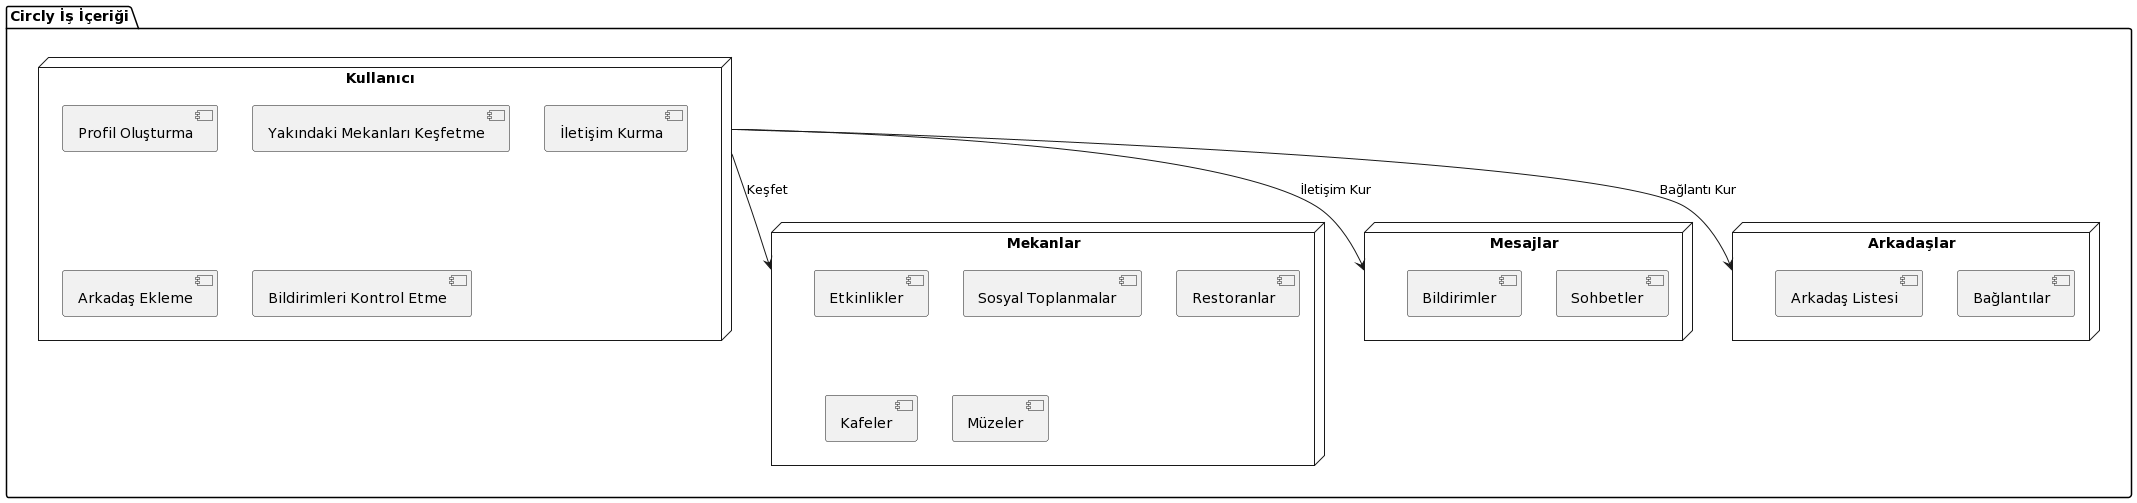 Circly İş İçeriği
Kullanıcı
Profil Oluşturma
Yakındaki Mekanları Keşfetme
İletişim Kurma
Arkadaş Ekleme
Bildirimleri Kontrol Etme
Keşfet
İletişim Kur
Bağlantı Kur
Mekanlar
Etkinlikler
Sosyal Toplanmalar
Restoranlar
Kafeler
Müzeler
Mesajlar
Bildirimler
Sohbetler
Arkadaşlar
Arkadaş Listesi
Bağlantılar